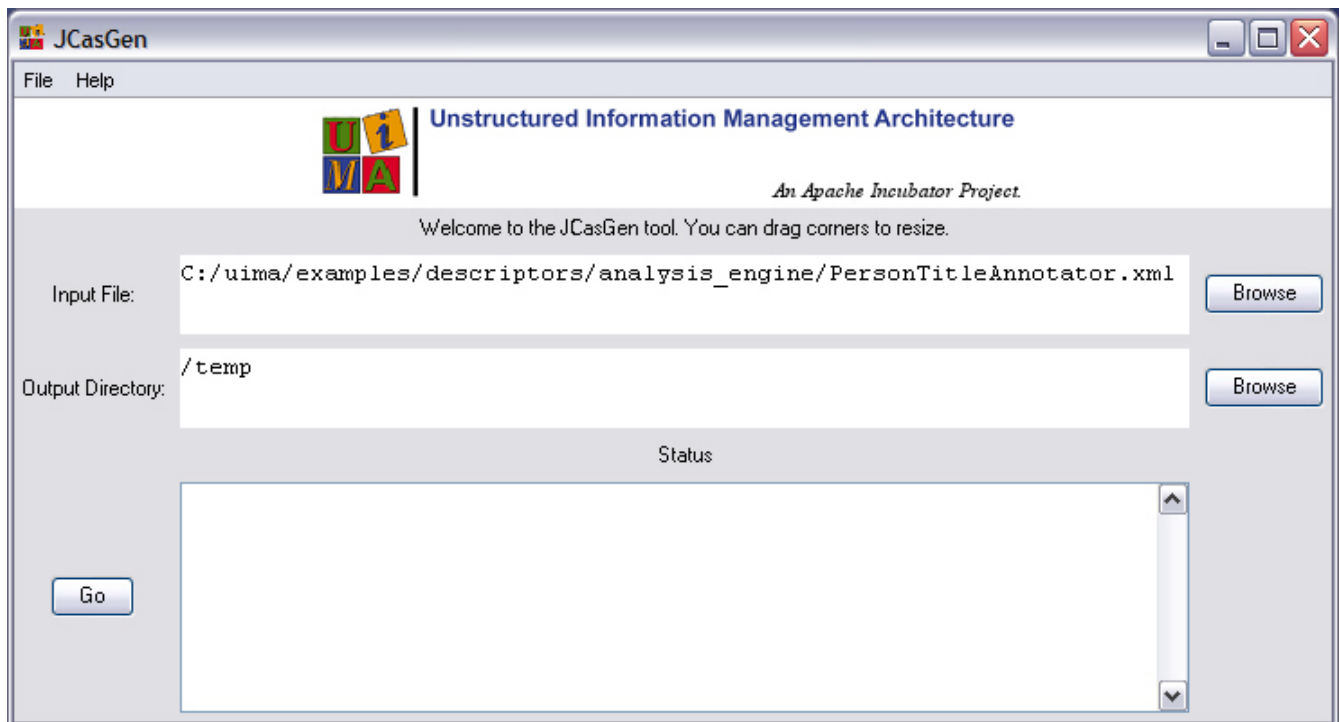 JCasGen
File Help
UiMA
Unstructured Information Management Architecture
An Apache Incubator Project.
Welcome to the JCasGen tool. You can drag corners to resize.
Input File:
C:/uima/examples/descriptors/analysis_engine/PersonTitleAnnotator.xml
Browse
Output Directory:
/temp
Browse
Status
Go